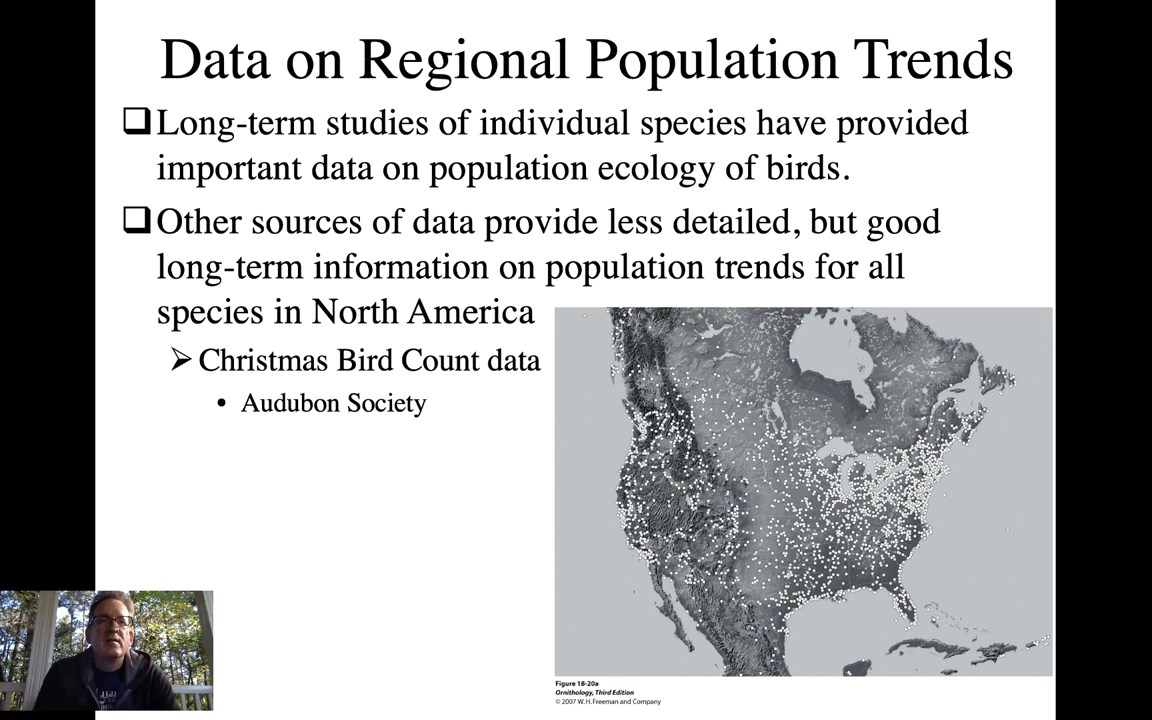 Data on Regional Population Trends
Long-term studies of individual species have provided
important data on population ecology of birds.
Other sources of data provide less detailed, but good
long-term information on population trends for all
species in North America
Christmas Bird Count data
• Audubon Society
Figure 18-20a
Ornithology, Third Edition
© 2007 W.H. Freeman and Company